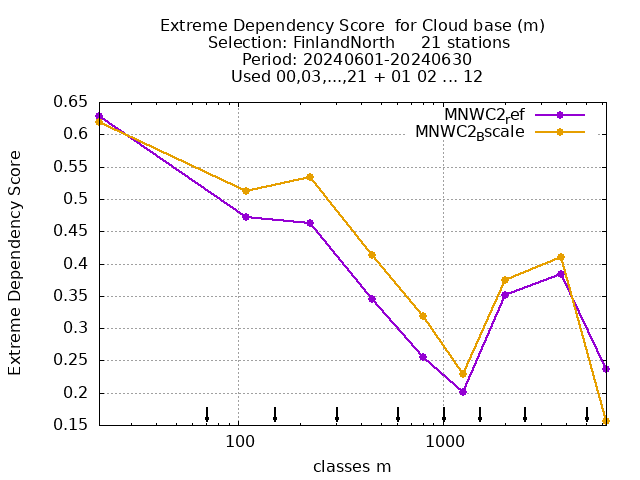 Extreme Dependency Score  for Cloud base (m)
Selection: FinlandNorth     21 stations
Period: 20240601-20240630
Used 00,03,...,21 + 01 02 ... 12
MNWC2_ref
MNWC2_Bscale
Extreme Dependency Score
0.65
0.6
0.55
0.5
0.45
0.4
0.35
0.3
0.25
0.2
0.15
100
1000
classes m